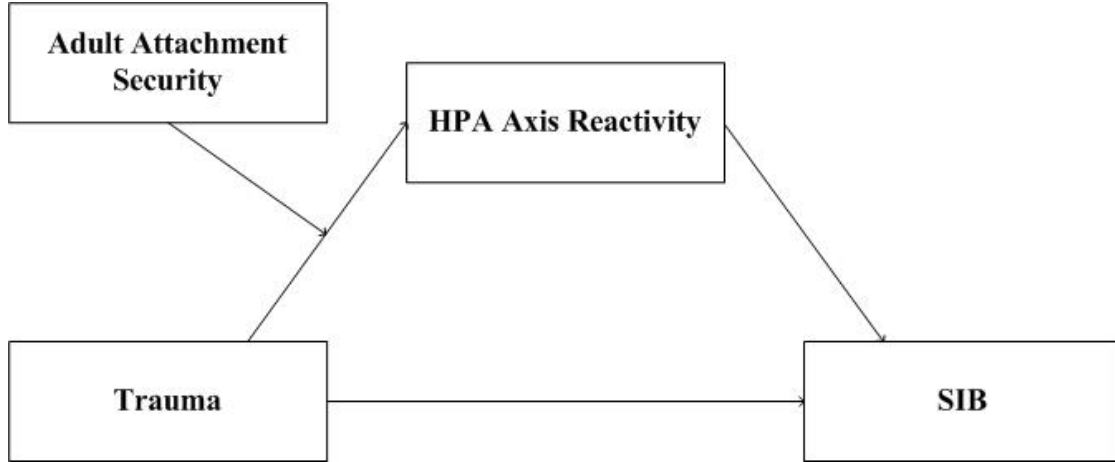 Adult Attachment
Security
HPA Axis Reactivity
Trauma
SIB